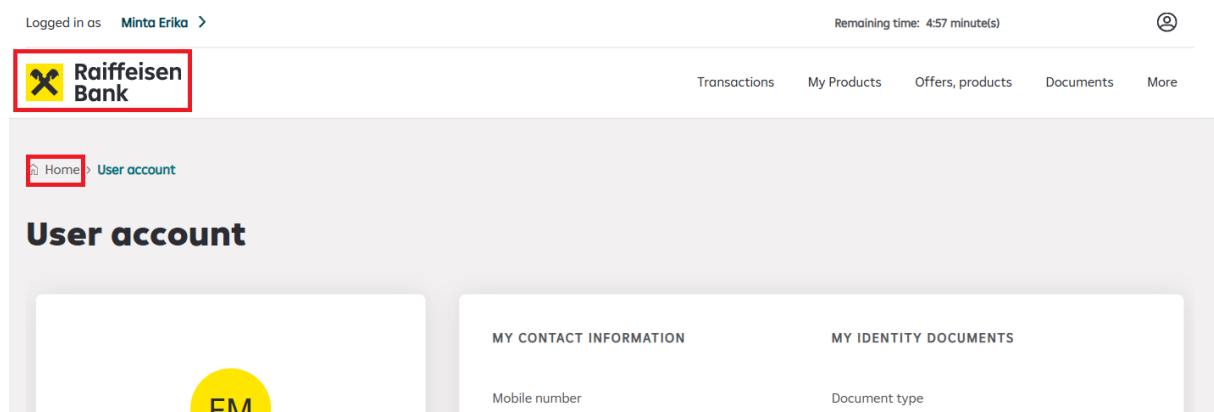 Logged in as Minta Erika
Remaining time: 4:57 minute(s)
Raiffeisen
Bank
Transactions My Products Offers, products Documents More
Home > User account
User account
MY CONTACT INFORMATION MY IDENTITY DOCUMENTS
EM
Mobile number Document type